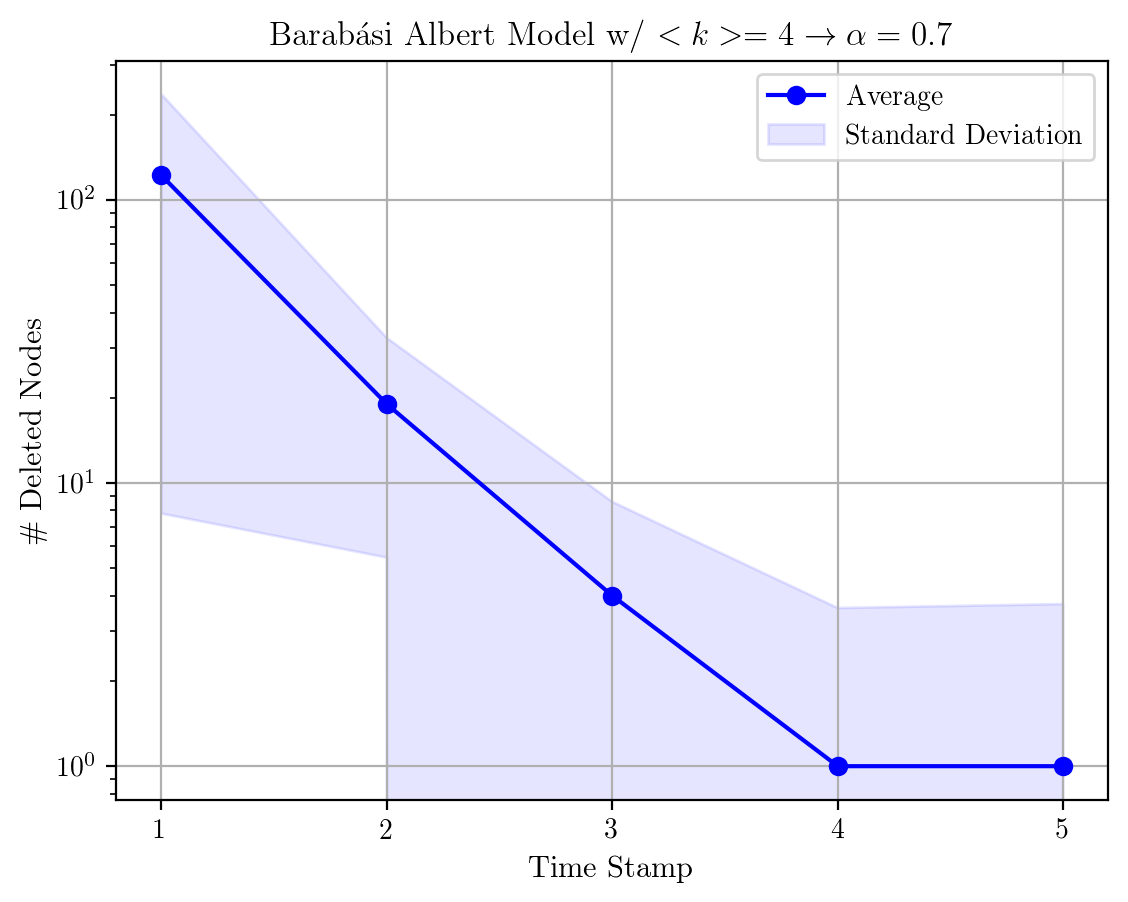 Barabási Albert Model w/ < k >= 4 → α = 0.7
Average
Standard Deviation
# Deleted Nodes
10²
10¹
10⁰
1 2 3 4 5
Time Stamp